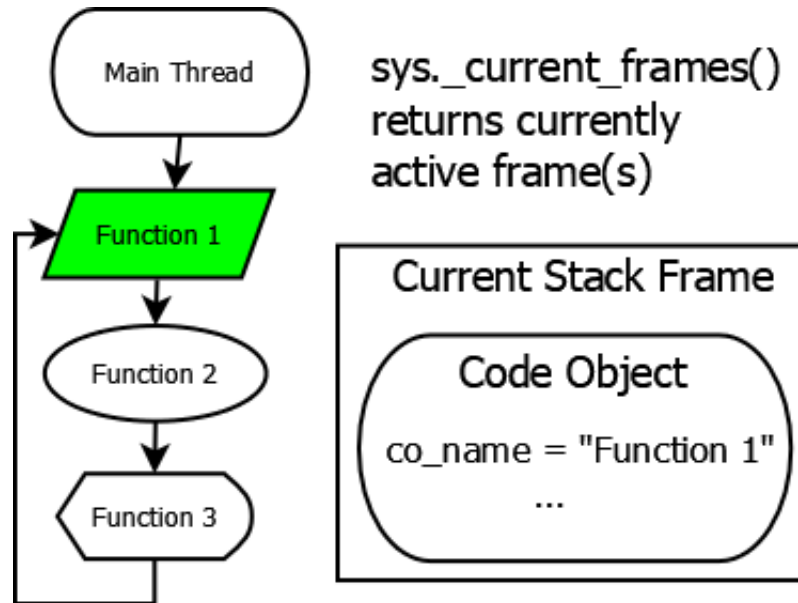 Main Thread
Function 1
Function 2
Function 3
sys._current_frames()
returns currently
active frame(s)
Current Stack Frame
Code Object
co_name = "Function 1"
...